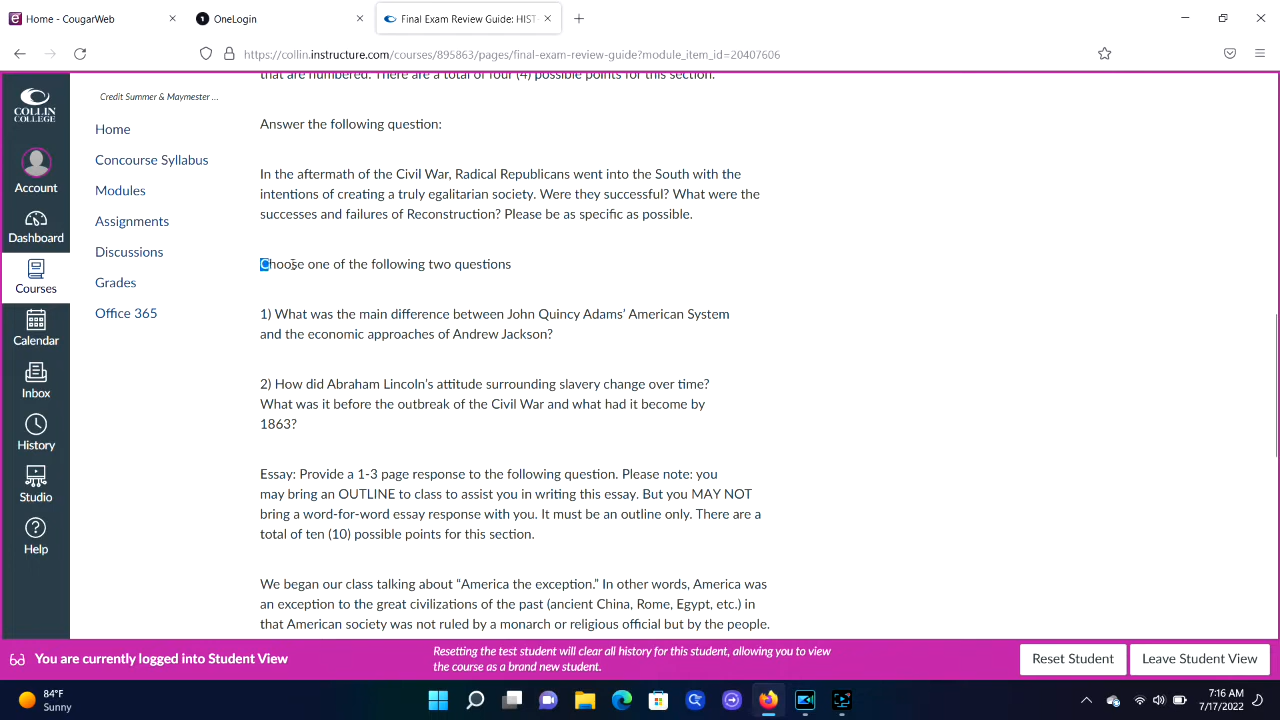 Home - CougarWeb
OneLogin
Final Exam Review Guide: HIST
https://collin.instructure.com/courses/895863/pages/final-exam-review-guide?module_item_id=20407606
COLLIN
COLLEGE
Account
Dashboard
Courses
Calendar
Inbox
History
Studio
Help
Credit Summer & Maymester ...
Home
Concourse Syllabus
Modules
Assignments
Discussions
Grades
Office 365
that are numbered. There are a total of four (4) possible points for this section.
Answer the following question:
In the aftermath of the Civil War, Radical Republicans went into the South with the
intentions of creating a truly egalitarian society. Were they successful? What were the
successes and failures of Reconstruction? Please be as specific as possible.
Choose one of the following two questions
1) What was the main difference between John Quincy Adams' American System
and the economic approaches of Andrew Jackson?
2) How did Abraham Lincoln's attitude surrounding slavery change over time?
What was it before the outbreak of the Civil War and what had it become by
1863?
Essay: Provide a 1-3 page response to the following question. Please note: you
may bring an OUTLINE to class to assist you in writing this essay. But you MAY NOT
bring a word-for-word essay response with you. It must be an outline only. There are a
total of ten (10) possible points for this section.
We began our class talking about "America the exception." In other words, America was
an exception to the great civilizations of the past (ancient China, Rome, Egypt, etc.) in
that American society was not ruled by a monarch or religious official but by the people.
You are currently logged into Student View
Resetting the test student will clear all history for this student, allowing you to view
the course as a brand new student.
Reset Student
Leave Student View
84°F
Sunny
7:16 AM
7/17/2022